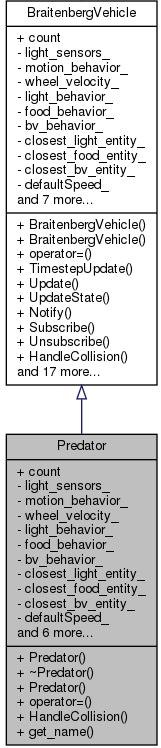 BraitenbergVehicle
+ count
- light_sensors_
- motion_behavior_
- wheel_velocity_
- light_behavior_
- food_behavior_
- bv_behavior_
- closest_light_entity_
- closest_food_entity_
- closest_bv_entity_
- defaultSpeed_
and 7 more...
+ BraitenbergVehicle()
+ BraitenbergVehicle()
+ operator=()
+ TimestepUpdate()
+ Update()
+ UpdateState()
+ Notify()
+ Subscribe()
+ Unsubscribe()
+ HandleCollision()
and 17 more...
Predator
+ count
- light_sensors_
- motion_behavior_
- wheel_velocity_
- light_behavior_
- food_behavior_
- bv_behavior_
- closest_light_entity_
- closest_food_entity_
- closest_bv_entity_
- defaultSpeed_
and 6 more...
+ Predator()
+ ~Predator()
+ Predator()
+ operator=()
+ HandleCollision()
+ get_name()